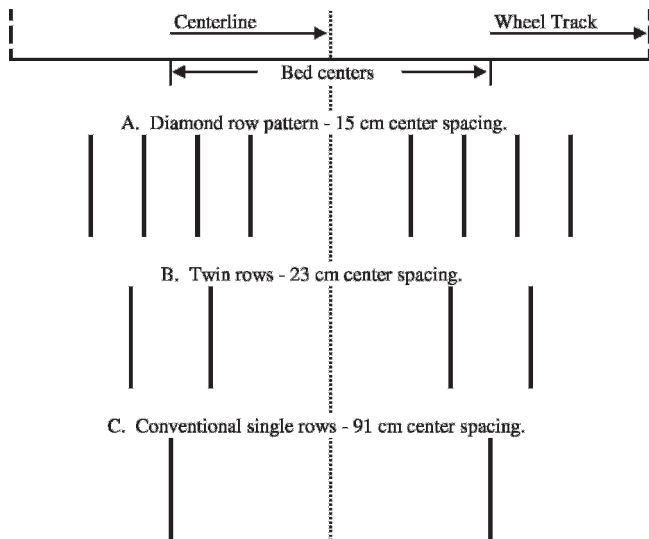 Centerline
Wheel Track
Bed centers
A. Diamond row pattern - 15 cm center spacing.
B. Twin rows - 23 cm center spacing.
C. Conventional single rows - 91 cm center spacing.